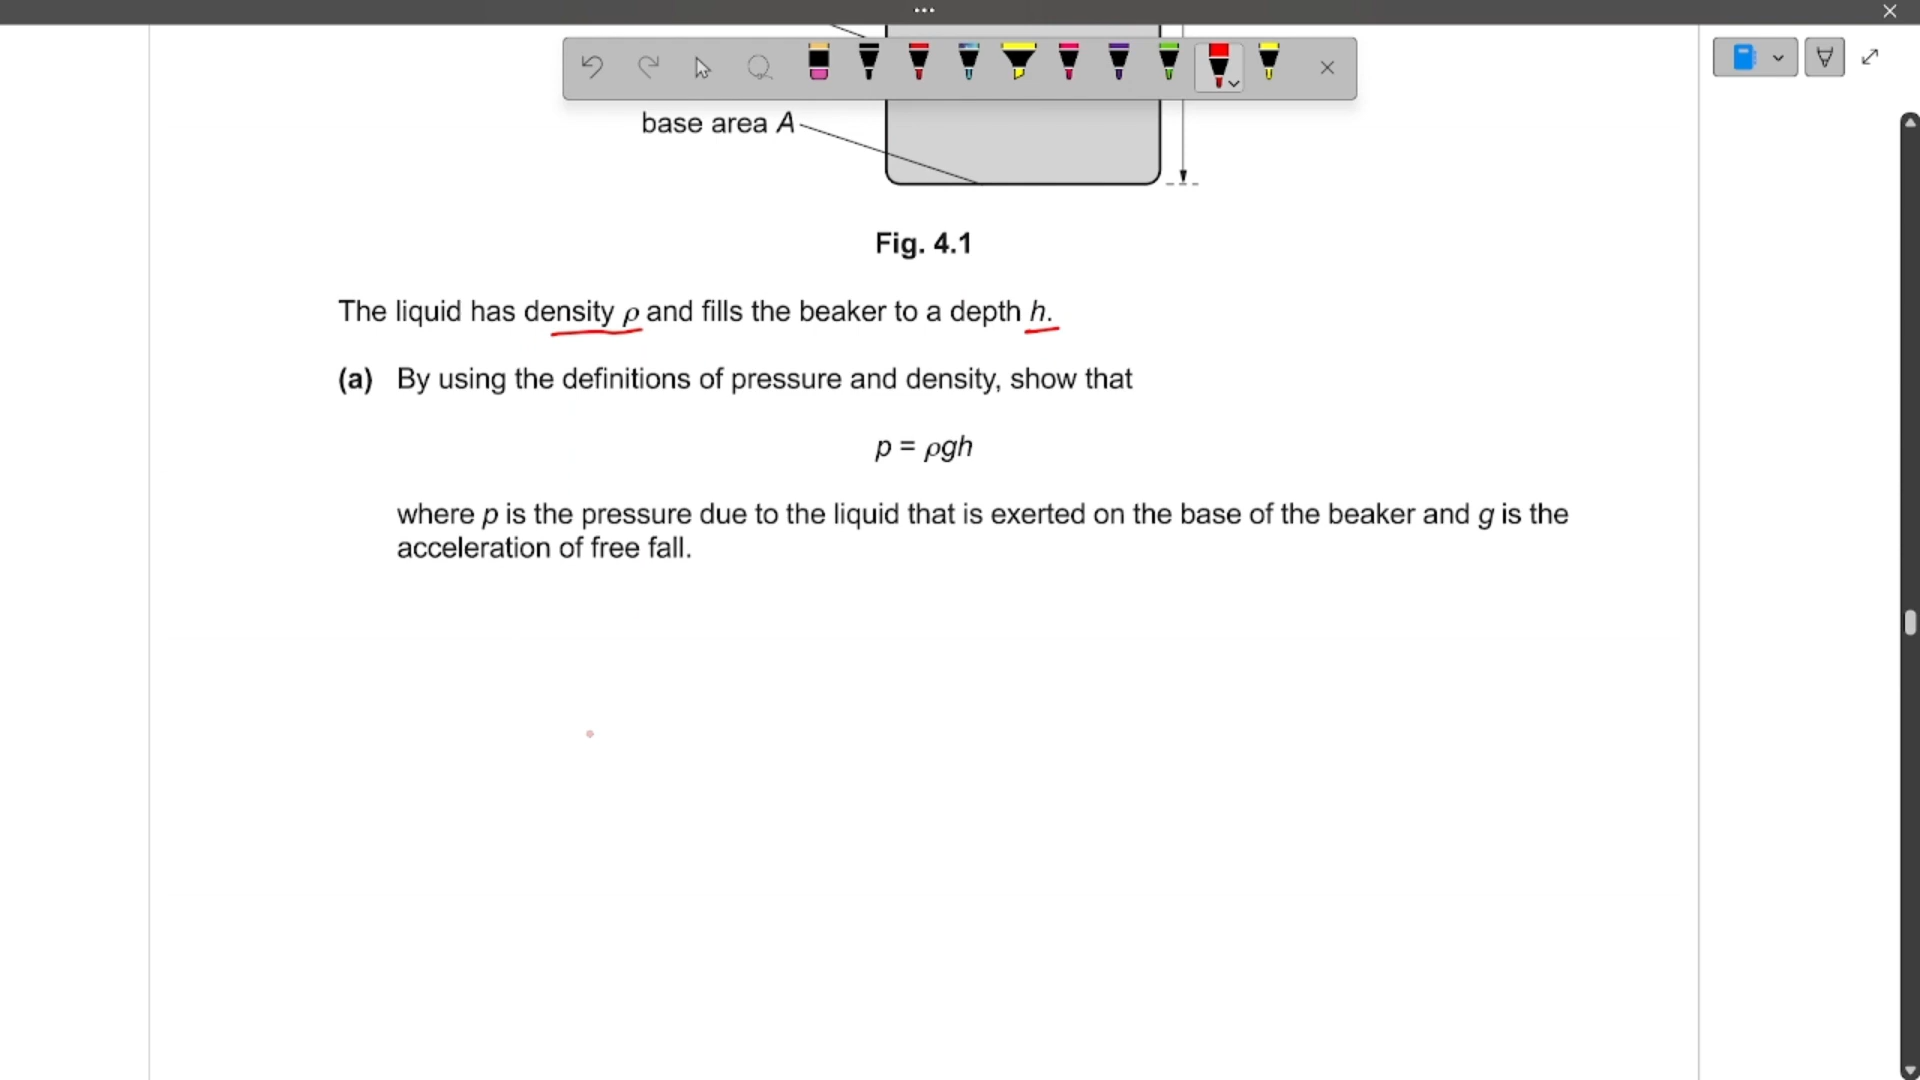 base area A
Fig. 4.1
The liquid has density ρ and fills the beaker to a depth h.
(a) By using the definitions of pressure and density, show that
p = ρgh
where p is the pressure due to the liquid that is exerted on the base of the beaker and g is the
acceleration of free fall.